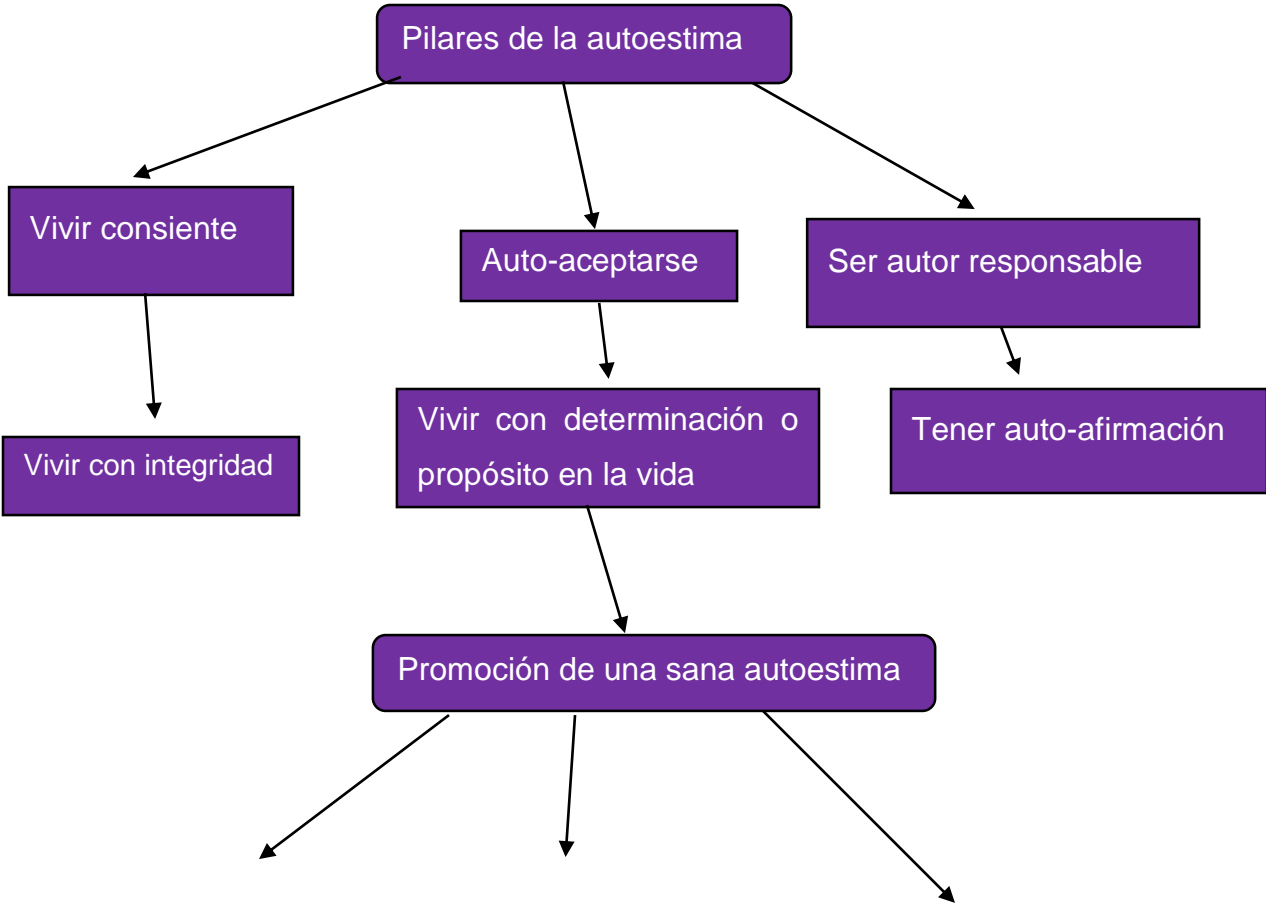 Pilares de la autoestima
Vivir consiente
Auto-aceptarse
Ser autor responsable
Vivir con integridad
Vivir con determinación o
propósito en la vida
Tener auto-afirmación
Promoción de una sana autoestima